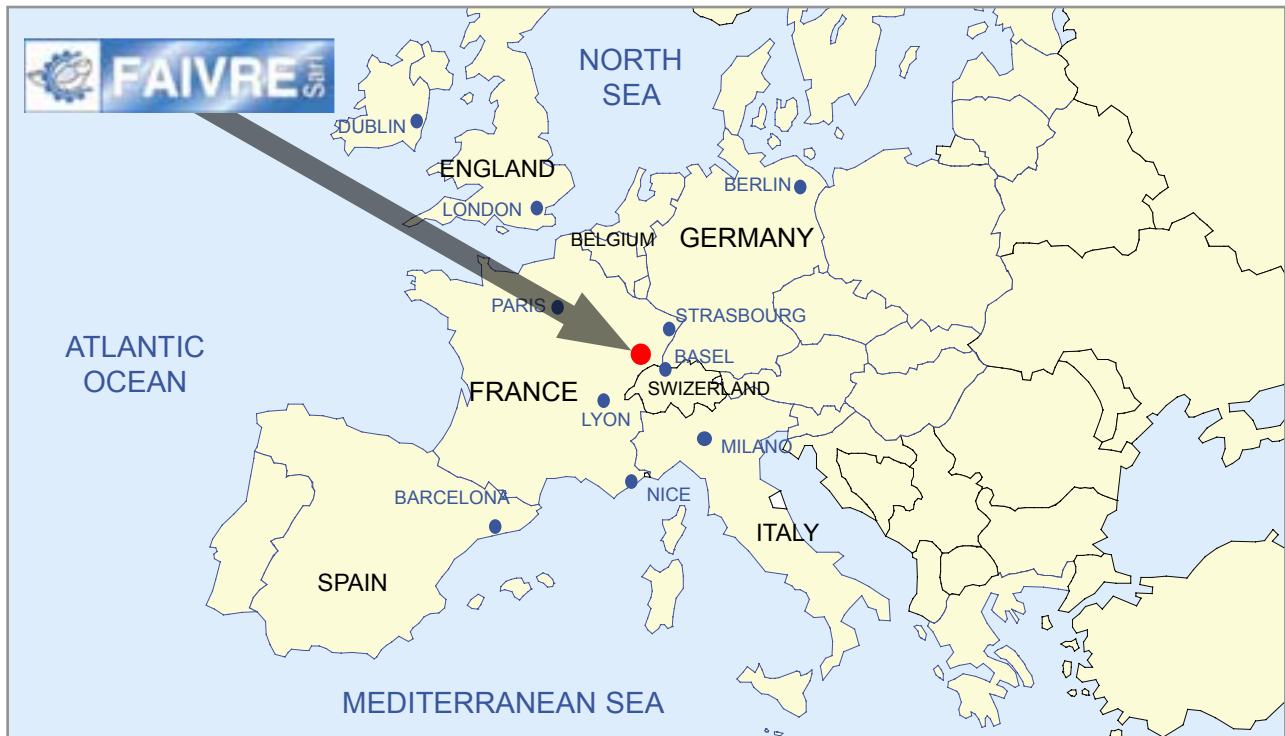 FAIVRE Sarl
NORTH
SEA
DUBLIN
ENGLAND
BERLIN
LONDON
BELGIUM
GERMANY
PARIS
STRASBOURG
ATLANTIC
OCEAN
BASEL
FRANCE
SWIZERLAND
LYON
MILANO
BARCELONA
NICE
ITALY
SPAIN
MEDITERRANEAN SEA